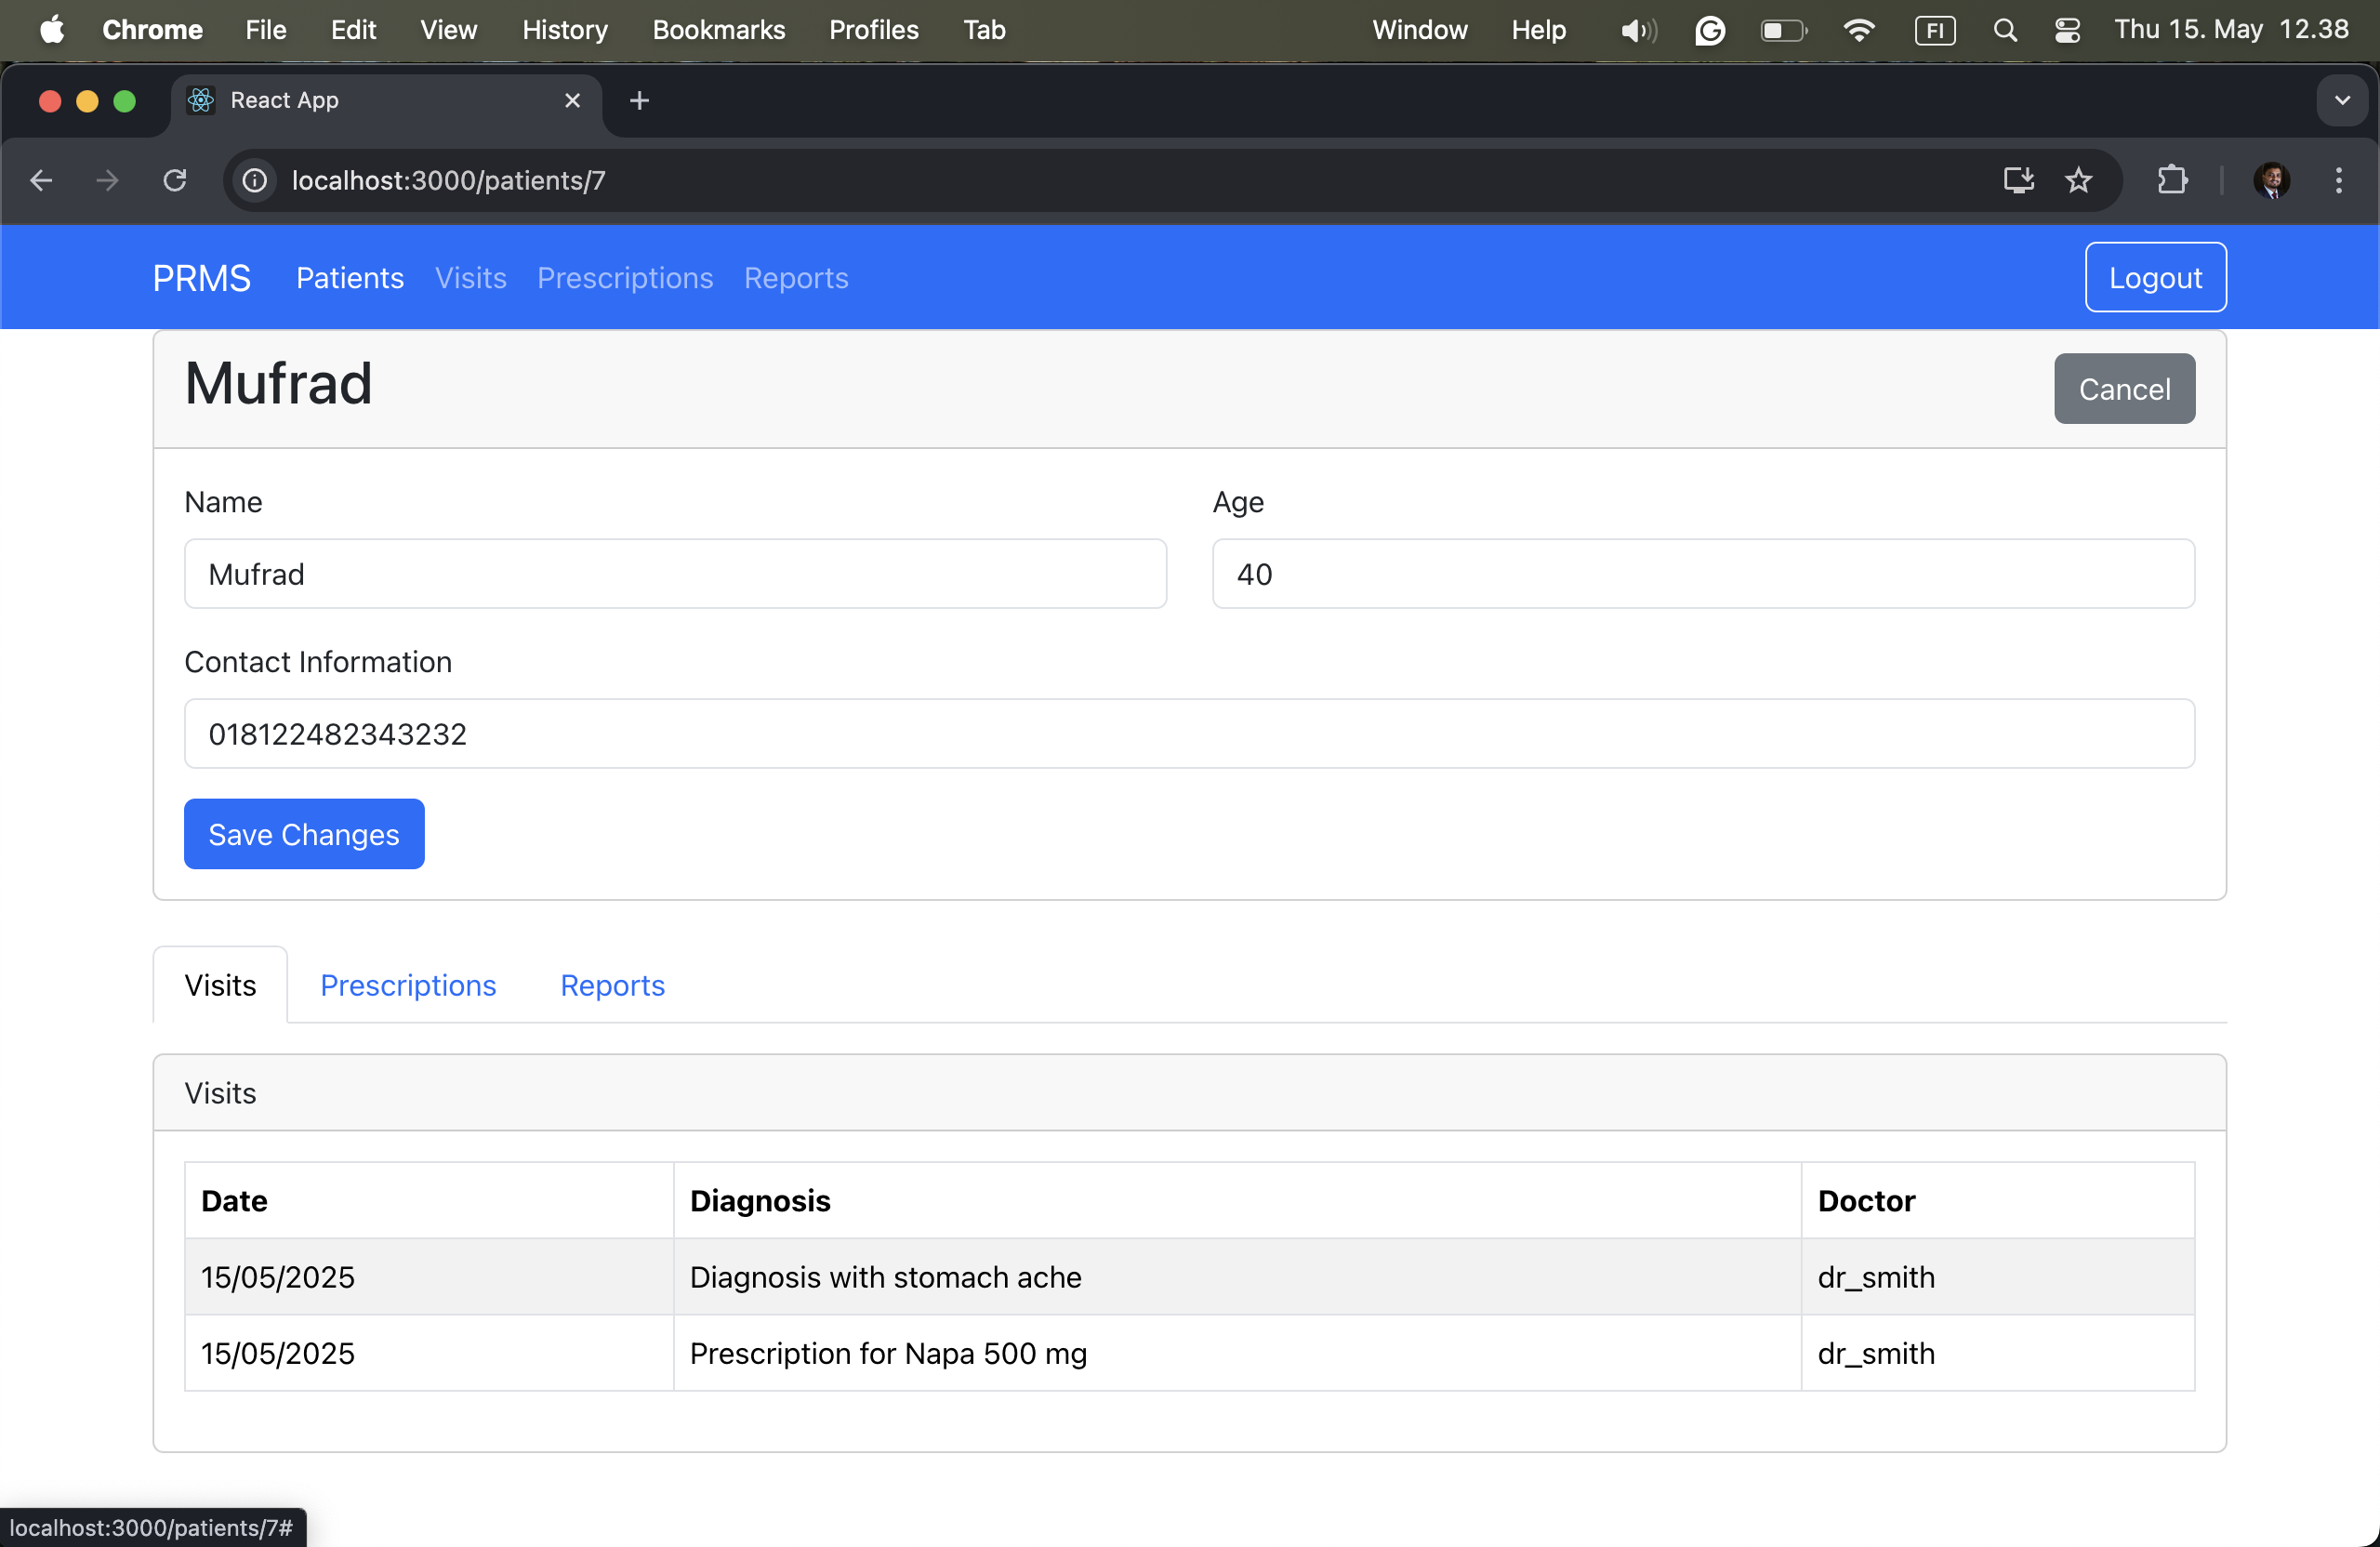 Chrome File Edit View History Bookmarks Profiles Tab Window Help FI Thu 15. May 12.38
React App
localhost:3000/patients/7
PRMS Patients Visits Prescriptions Reports Logout
Mufrad Cancel
Name Age
Mufrad 40
Contact Information
018122482343232
Save Changes
Visits Prescriptions Reports
Visits
Date Diagnosis Doctor
15/05/2025 Diagnosis with stomach ache dr_smith
15/05/2025 Prescription for Napa 500 mg dr_smith
localhost:3000/patients/7#